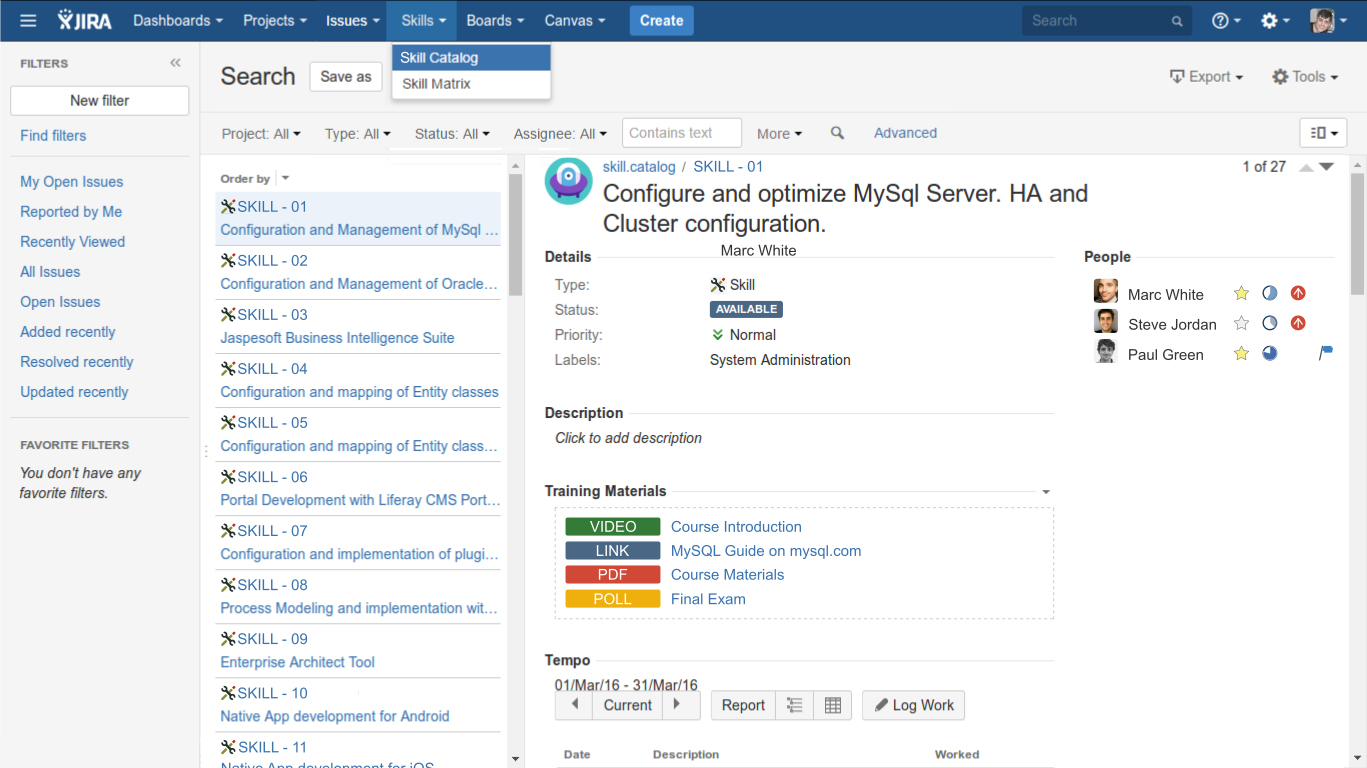 JIRA Dashboards Projects Issues Skills Boards Canvas Create Search
Skill Catalog
Skill Matrix
FILTERS
New filter
Find filters
My Open Issues
Reported by Me
Recently Viewed
All Issues
Open Issues
Added recently
Resolved recently
Updated recently
FAVORITE FILTERS
You don't have any
favorite filters.
Search Save as Export Tools
Project: All Type: All Status: All Assignee: All Contains text More Advanced
Order by
SKILL - 01
Configuration and Management of MySql ...
SKILL - 02
Configuration and Management of Oracle...
SKILL - 03
Jaspesoft Business Intelligence Suite
SKILL - 04
Configuration and mapping of Entity classes
SKILL - 05
Configuration and mapping of Entity class...
SKILL - 06
Portal Development with Liferay CMS Port...
SKILL - 07
Configuration and implementation of plugi...
SKILL - 08
Process Modeling and implementation wit...
SKILL - 09
Enterprise Architect Tool
SKILL - 10
Native App development for Android
SKILL - 11
Native App development for iOS
skill.catalog / SKILL - 01 1 of 27
Configure and optimize MySql Server. HA and
Cluster configuration.
Marc White
Details
Type: Skill
Status: AVAILABLE
Priority: Normal
Labels: System Administration
People
Marc White
Steve Jordan
Paul Green
Description
Click to add description
Training Materials
VIDEO Course Introduction
LINK MySQL Guide on mysql.com
PDF Course Materials
POLL Final Exam
Tempo
01/Mar/16 - 31/Mar/16
Current Report Log Work
Date Description Worked